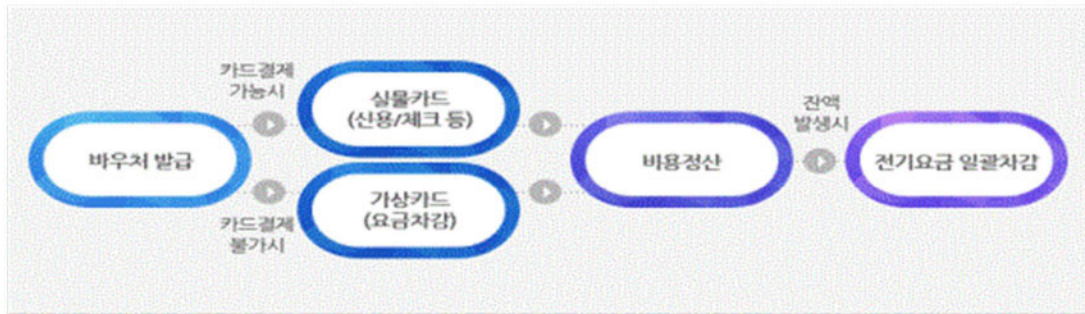 바우처 발급
카드결제
가능시
실물카드
(신용/체크 등)
카드결제
불가시
가상카드
(요금차감)
비용정산
잔액
발생시
전기요금 일괄차감